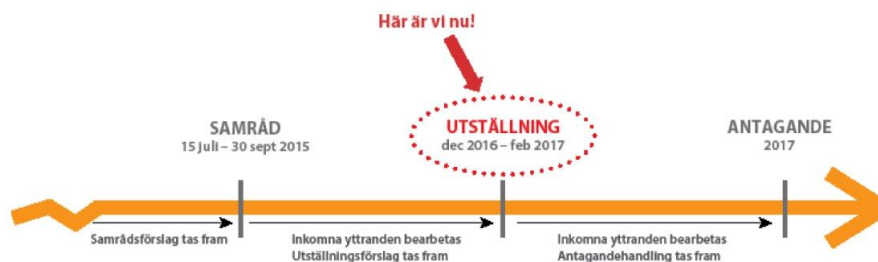 Här är vi nu!
SAMRÅD
15 juli – 30 sept 2015
UTSTÄLLNING
dec 2016 – feb 2017
ANTAGANDE
2017
Samrådsförslag tas fram
Inkomna yttranden bearbetas
Utställningsförslag tas fram
Inkomna yttranden bearbetas
Antagandehandling tas fram